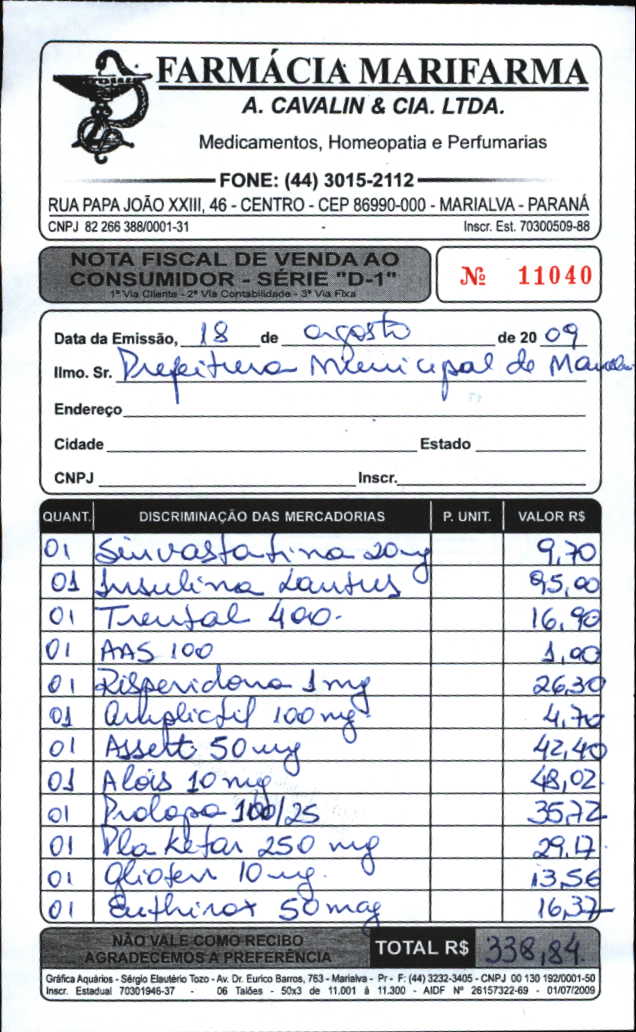 FARMÁCIA MARIFARMA
A. CAVALIN & CIA. LTDA.
Medicamentos, Homeopatia e Perfumarias
FONE: (44) 3015-2112
RUA PAPA JOÃO XXIII, 46 - CENTRO - CEP 86990-000 - MARIALVA - PARANÁ
CNPJ 82 266 388/0001-31 - Inscr. Est. 70300509-88
NOTA FISCAL DE VENDA AO
CONSUMIDOR - SÉRIE "D-1"
1ª Via Cliente - 2ª Via Contabilidade - 3ª Via Fixa
Nº 11040
Data da Emissão, 18 de agosto de 20 09
Ilmo. Sr. Prefeitura Municipal de
Endereço
Cidade Estado
CNPJ Inscr.
QUANT. DISCRIMINAÇÃO DAS MERCADORIAS P. UNIT. VALOR R$
01 Sinvastatina 20mg 9,70
01 Insulina Lantus 95,00
01 Trental 400- 16,90
01 AAS 100 1,00
01 Risperidona 1mg 26,30
01 Amplictil 100mg 4,70
01 Assert 50mg 42,40
01 Alois 10mg 48,02
01 Prolopa 100/25 35,72
01 Plaketar 250 mg 29,17
01 10mg. 13,56
01 Euthirox 50mag 16,37
NÃO VALE COMO RECIBO
AGRADECEMOS A PREFERÊNCIA
TOTAL R$ 338,84
Gráfica Aquários - Sérgio Elautério Tozo - Av. Dr. Eurico Barros, 763 - Marialva - Pr - F: (44) 3232-3405 - CNPJ 00 130 192/0001-50
Inscr. Estadual 70301946-37 - 06 Talões - 50x3 de 11.001 à 11.300 - AIDF Nº 26157322-69 - 01/07/2009